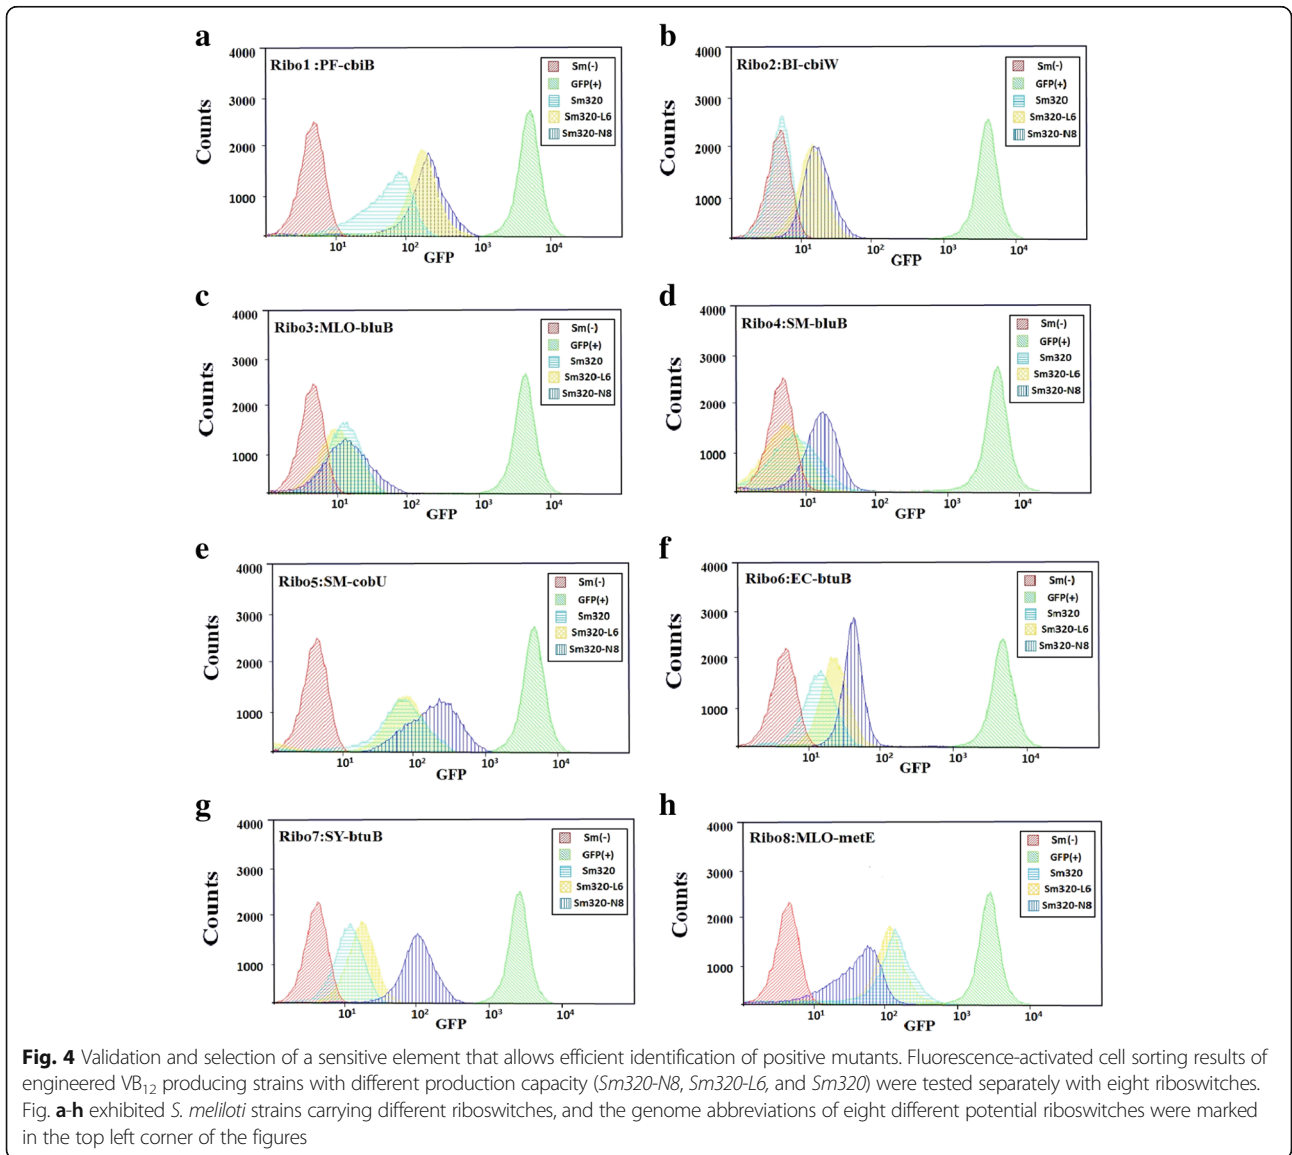 a
4000
3000
2000
1000
Counts
Ribo1 :PF-cbiB
Sm(-)
GFP(+)
Sm320
Sm320-L6
Sm320-N8
10¹ 10² 10³ 10⁴
GFP
b
4000
3000
2000
1000
Counts
Ribo2:BI-cbiW
Sm(-)
GFP(+)
Sm320
Sm320-L6
Sm320-N8
10¹ 10² 10³ 10⁴
GFP
c
4000
3000
2000
1000
Counts
Ribo3:MLO-bluB
Sm(-)
GFP(+)
Sm320
Sm320-L6
Sm320-N8
10¹ 10² 10³ 10⁴
GFP
d
4000
3000
2000
1000
Counts
Ribo4:SM-bluB
Sm(-)
GFP(+)
Sm320
Sm320-L6
Sm320-N8
10¹ 10² 10³ 10⁴
GFP
e
4000
3000
2000
1000
Counts
Ribo5:SM-cobU
Sm(-)
GFP(+)
Sm320
Sm320-L6
Sm320-N8
10¹ 10² 10³ 10⁴
GFP
f
4000
3000
2000
1000
Counts
Ribo6:EC-btuB
Sm(-)
GFP(+)
Sm320
Sm320-L6
Sm320-N8
10¹ 10² 10³ 10⁴
GFP
g
4000
3000
2000
1000
Counts
Ribo7:SY-btuB
Sm(-)
GFP(+)
Sm320
Sm320-L6
Sm320-N8
10¹ 10² 10³ 10⁴
GFP
h
4000
3000
2000
1000
Counts
Ribo8:MLO-metE
Sm(-)
GFP(+)
Sm320
Sm320-L6
Sm320-N8
10¹ 10² 10³ 10⁴
GFP
Fig. 4 Validation and selection of a sensitive element that allows efficient identification of positive mutants. Fluorescence-activated cell sorting results of
engineered VB₁₂ producing strains with different production capacity (Sm320-N8, Sm320-L6, and Sm320) were tested separately with eight riboswitches.
Fig. a-h exhibited S. meliloti strains carrying different riboswitches, and the genome abbreviations of eight different potential riboswitches were marked
in the top left corner of the figures